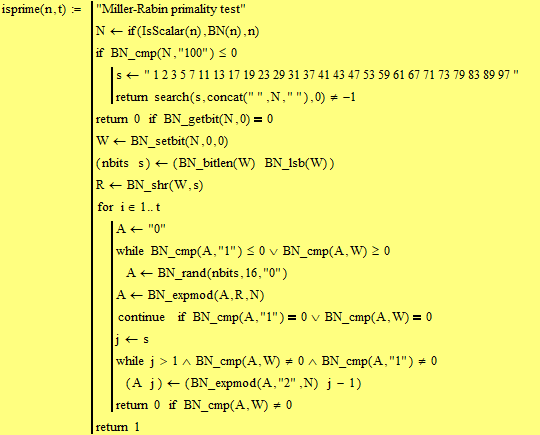 isprime(n,t) := "Miller-Rabin primality test"
N ← if(IsScalar(n),BN(n),n)
if BN_cmp(N,"100") ≤ 0
s ← " 1 2 3 5 7 11 13 17 19 23 29 31 37 41 43 47 53 59 61 67 71 73 79 83 89 97 "
return search(s,concat(" ",N," "),0) ≠ −1
return 0 if BN_getbit(N,0) = 0
W ← BN_setbit(N,0,0)
(nbits s) ← (BN_bitlen(W) BN_lsb(W))
R ← BN_shr(W,s)
for i ∈ 1..t
A ← "0"
while BN_cmp(A,"1") ≤ 0 ∨ BN_cmp(A,W) ≥ 0
A ← BN_rand(nbits,16,"0")
A ← BN_expmod(A,R,N)
continue if BN_cmp(A,"1") = 0 ∨ BN_cmp(A,W) = 0
j ← s
while j > 1 ∧ BN_cmp(A,W) ≠ 0 ∧ BN_cmp(A,"1") ≠ 0
(A j) ← (BN_expmod(A,"2",N) j − 1)
return 0 if BN_cmp(A,W) ≠ 0
return 1